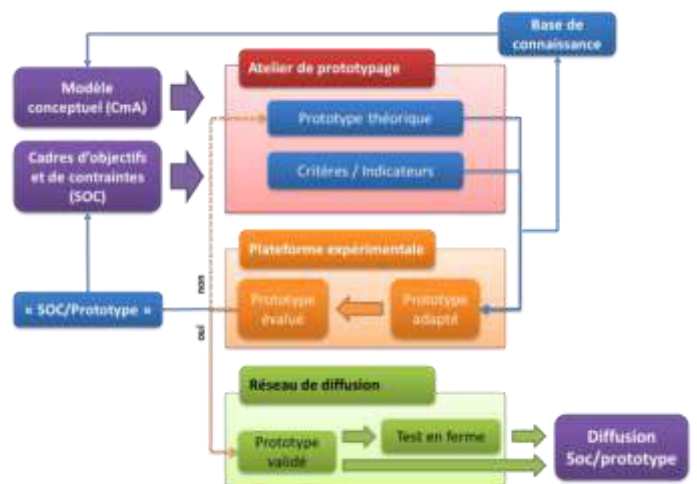 Base de
connaissance
Atelier de prototypage
Modèle
conceptuel (CmA)
Prototype théorique
Cadres d'objectifs
et de contraintes
(SOC)
Critères / Indicateurs
Plateforme expérimentale
non
« SOC/Prototype »
Prototype
évalué
Prototype
adapté
oui
Réseau de diffusion
Test en ferme
Prototype
validé
Diffusion
Soc/prototype